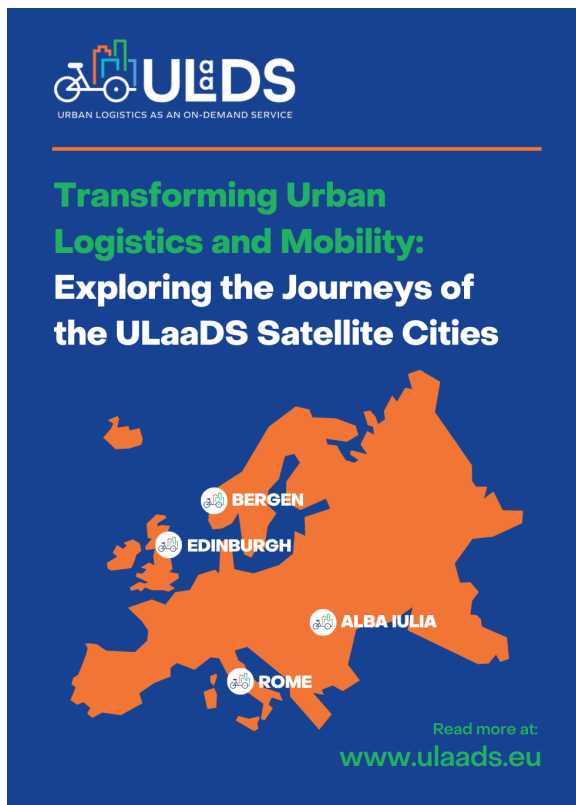 ULaaDS
URBAN LOGISTICS AS AN ON-DEMAND SERVICE
Transforming Urban
Logistics and Mobility:
Exploring the Journeys of
the ULaaDS Satellite Cities
BERGEN
EDINBURGH
ALBA IULIA
ROME
Read more at:
www.ulaads.eu